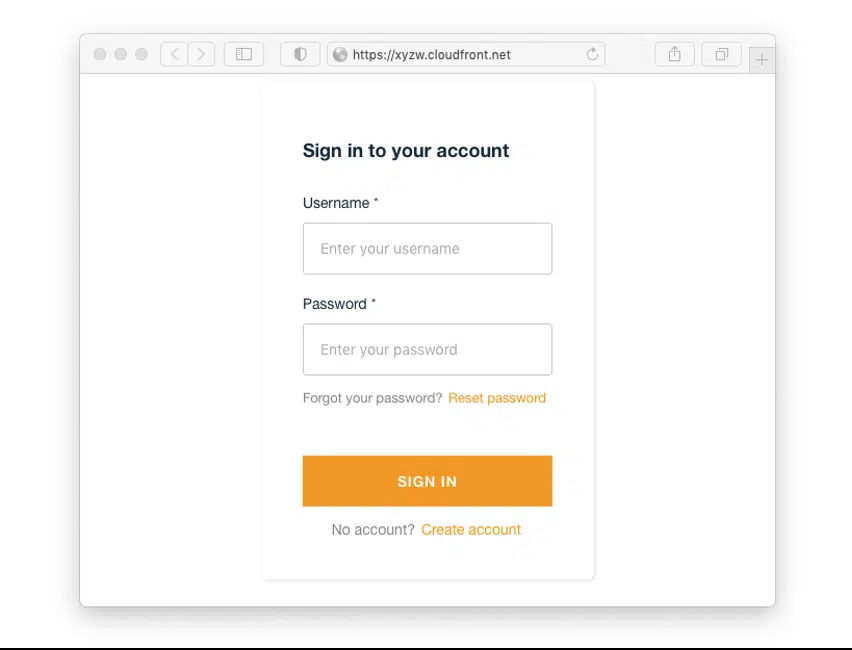 https://xyzw.cloudfront.net
Sign in to your account
Username *
Enter your username
Password *
Enter your password
Forgot your password? Reset password
SIGN IN
No account? Create account